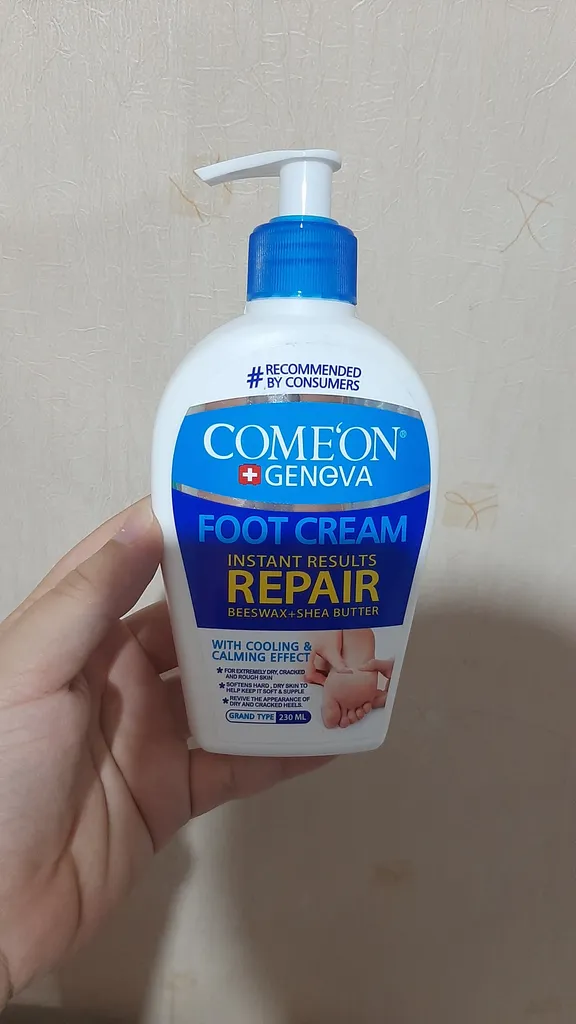 #RECOMMENDED
BY CONSUMERS
COME'ON®
GENEVA
FOOT CREAM
INSTANT RESULTS
REPAIR
BEESWAX+SHEA BUTTER
WITH COOLING &
CALMING EFFECT
★ FOR EXTREMELY DRY, CRACKED
AND ROUGH SKIN
★ SOFTENS HARD, DRY SKIN TO
HELP KEEP IT SOFT & SUPPLE
★ REVIVE THE APPEARANCE OF
DRY AND CRACKED HEELS.
GRAND TYPE 230 ML